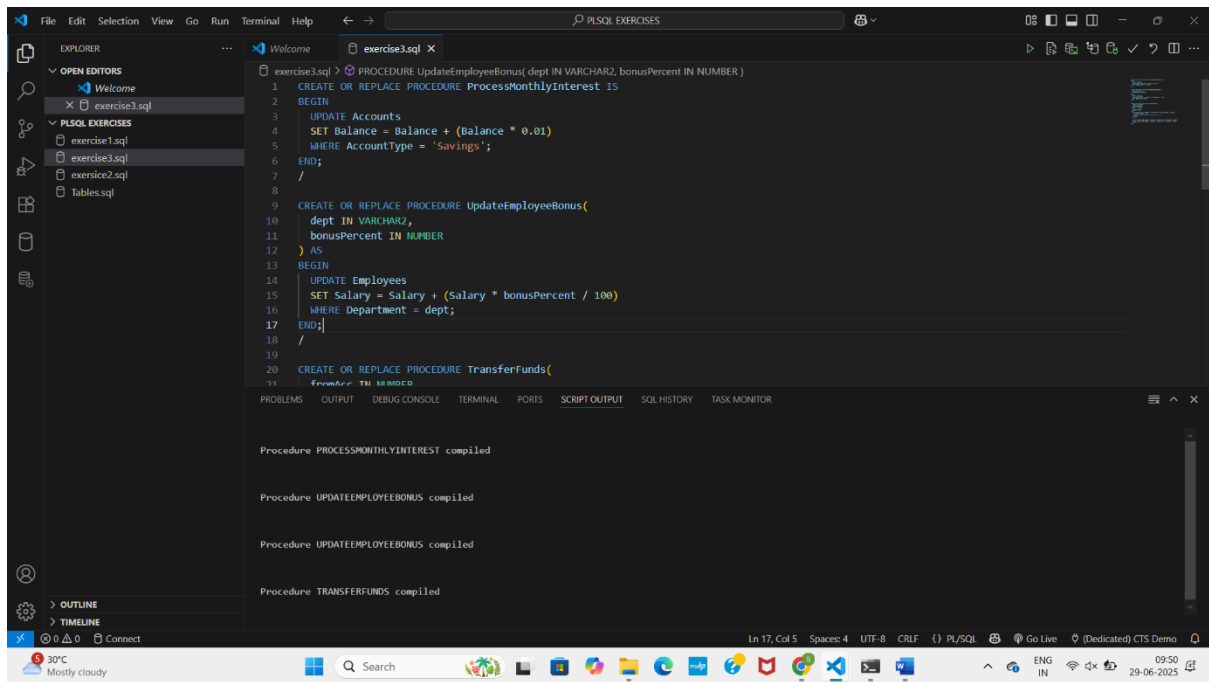 File Edit Selection View Go Run Terminal Help
PLSQL EXERCISES
EXPLORER
OPEN EDITORS
Welcome
exercise3.sql
PLSQL EXERCISES
exercise1.sql
exercise3.sql
exersice2.sql
Tables.sql
OUTLINE
TIMELINE
Welcome
exercise3.sql
exercise3.sql > PROCEDURE UpdateEmployeeBonus( dept IN VARCHAR2, bonusPercent IN NUMBER )
1 CREATE OR REPLACE PROCEDURE ProcessMonthlyInterest IS
2 BEGIN
3 UPDATE Accounts
4 SET Balance = Balance + (Balance * 0.01)
5 WHERE AccountType = 'Savings';
6 END;
7 /
8
9 CREATE OR REPLACE PROCEDURE UpdateEmployeeBonus(
10 dept IN VARCHAR2,
11 bonusPercent IN NUMBER
12 ) AS
13 BEGIN
14 UPDATE Employees
15 SET Salary = Salary + (Salary * bonusPercent / 100)
16 WHERE Department = dept;
17 END;
18 /
19
20 CREATE OR REPLACE PROCEDURE TransferFunds(
21 fromAcc IN NUMBER
PROBLEMS OUTPUT DEBUG CONSOLE TERMINAL PORTS SCRIPT OUTPUT SQL HISTORY TASK MONITOR
Procedure PROCESSMONTHLYINTEREST compiled
Procedure UPDATEEMPLOYEEBONUS compiled
Procedure UPDATEEMPLOYEEBONUS compiled
Procedure TRANSFERFUNDS compiled
0 0 Connect
Ln 17, Col 5 Spaces: 4 UTF-8 CRLF {} PL/SQL Go Live (Dedicated) CTS Demo
5
30°C
Mostly cloudy
Search
ENG
IN
09:50
29-06-2025